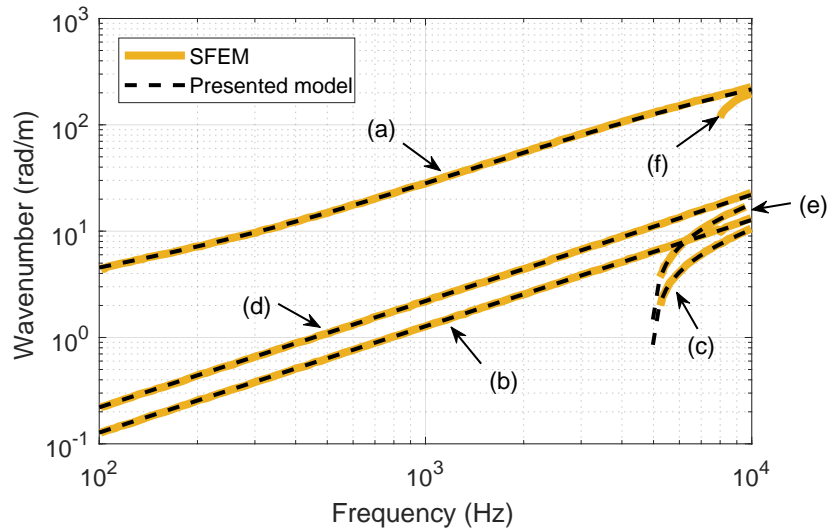 10^3
SFEM
Presented model
10^2
(a)
(f)
(e)
10^1
(d)
(c)
10^0
(b)
10^-1
10^2
10^3
10^4
Wavenumber (rad/m)
Frequency (Hz)